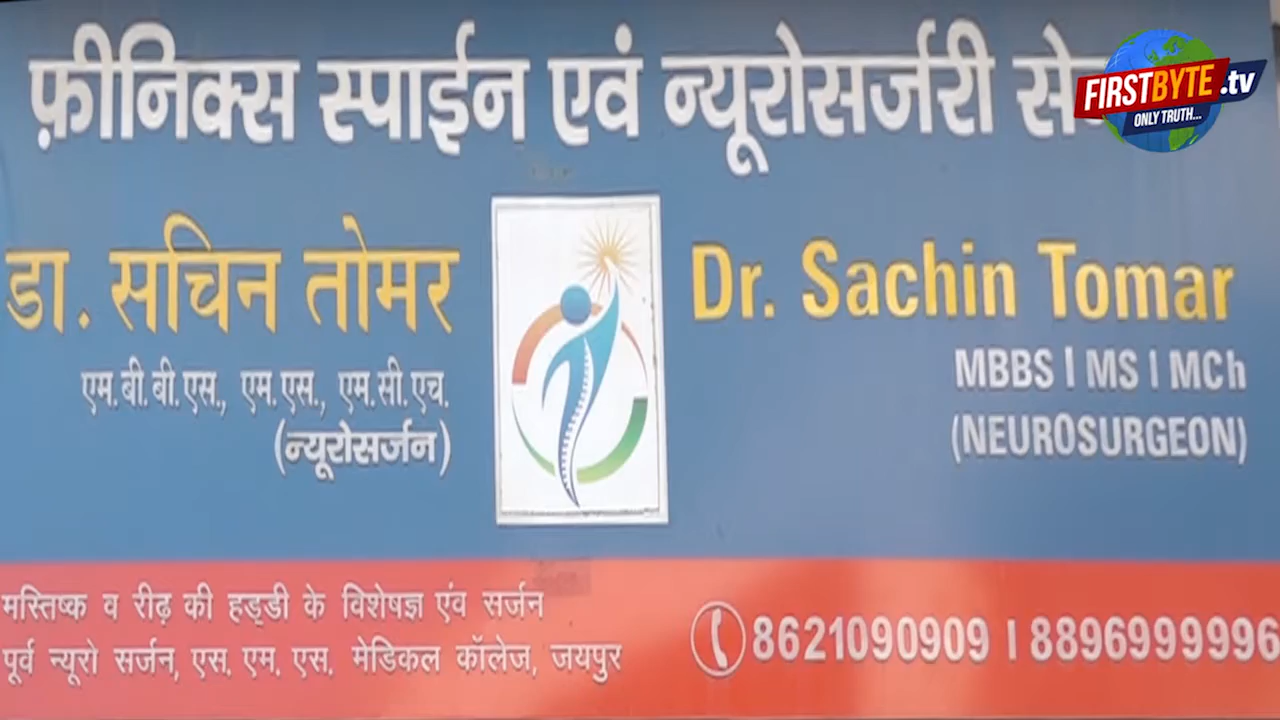 फ़ीनिक्स स्पाईन एवं न्यूरोसर्जरी
FIRSTBYTE.tv
ONLY TRUTH...
डा. सचिन तोमर
एम.बी.बी.एस., एम.एस., एम.सी.एच.
(न्यूरोसर्जन)
Dr. Sachin Tomar
MBBS | MS | MCh
(NEUROSURGEON)
मस्तिष्क व रीढ़ की हड्डी के विशेषज्ञ एंव सर्जन
पूर्व न्यूरो सर्जन, एस. एम. एस. मेडिकल कॉलेज, जयपुर
8621090909 | 8896999996